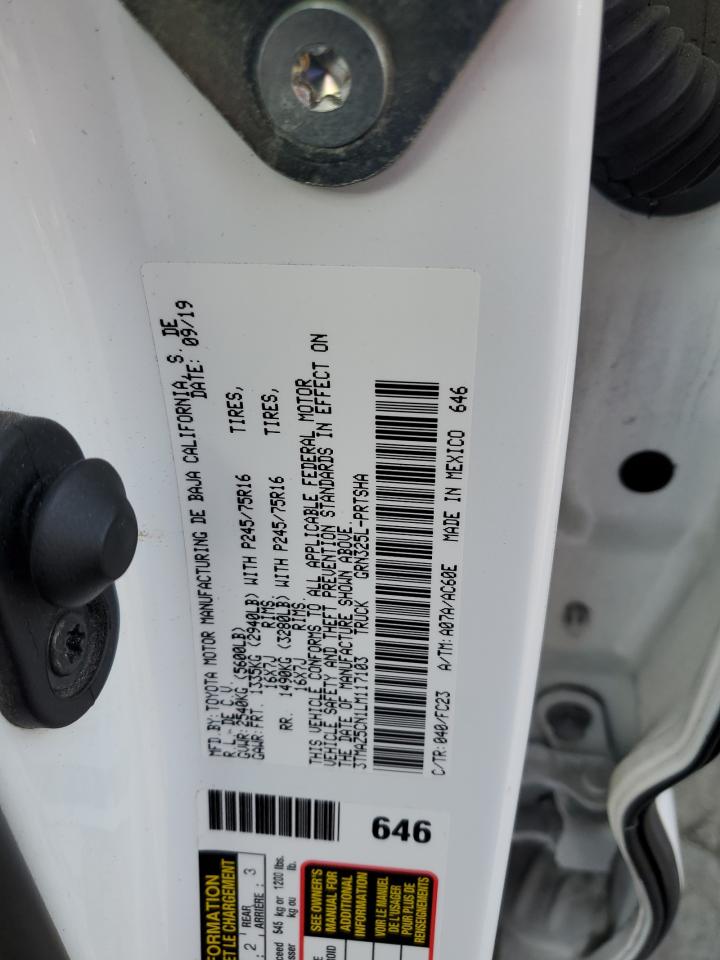 MFD.BY:TOYOTA MOTOR MANUFACTURING DE BAJA CALIFORNIA, S. DE
R. L. DE C.V. DATE: 09/19
GVWR: 2540KG (5600LB)
GAWR: FRT. 1335KG (2940LB) WITH P245/75R16 TIRES,
16X7J RIMS,
RR. 1490KG (3280LB) WITH P245/75R16 TIRES,
16X7J RIMS,
THIS VEHICLE CONFORMS TO ALL APPLICABLE FEDERAL MOTOR
VEHICLE SAFETY AND THEFT PREVENTION STANDARDS IN EFFECT ON
THE DATE OF MANUFACTURE SHOWN ABOVE.
3TMAZ5CN1LM117103 TRUCK GRN325L-PRTSHA
C/TR: 040/FC23 A/TM: A07A/AC60E MADE IN MEXICO 646
646
FORMATION
ET LE CHARGEMENT
: 2 REAR
ARRIÈRE : 3
ceed 545 kg or 1200 lbs.
sser kg ou lb.
SEE OWNER'S
MANUAL FOR
ADDITIONAL
INFORMATION
VOIR LE MANUEL
DE L'USAGER
POUR PLUS DE
RENSEIGNEMENTS